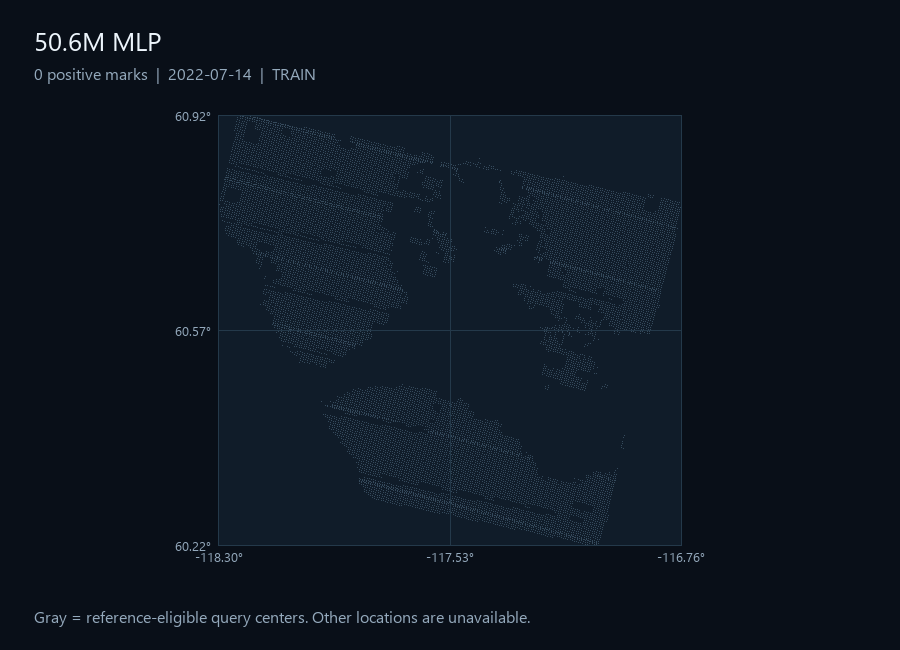 50.6M MLP
0 positive marks | 2022-07-14 | TRAIN
60.92°
60.57°
60.22°
-118.30°
-117.53°
-116.76°
Gray = reference-eligible query centers. Other locations are unavailable.